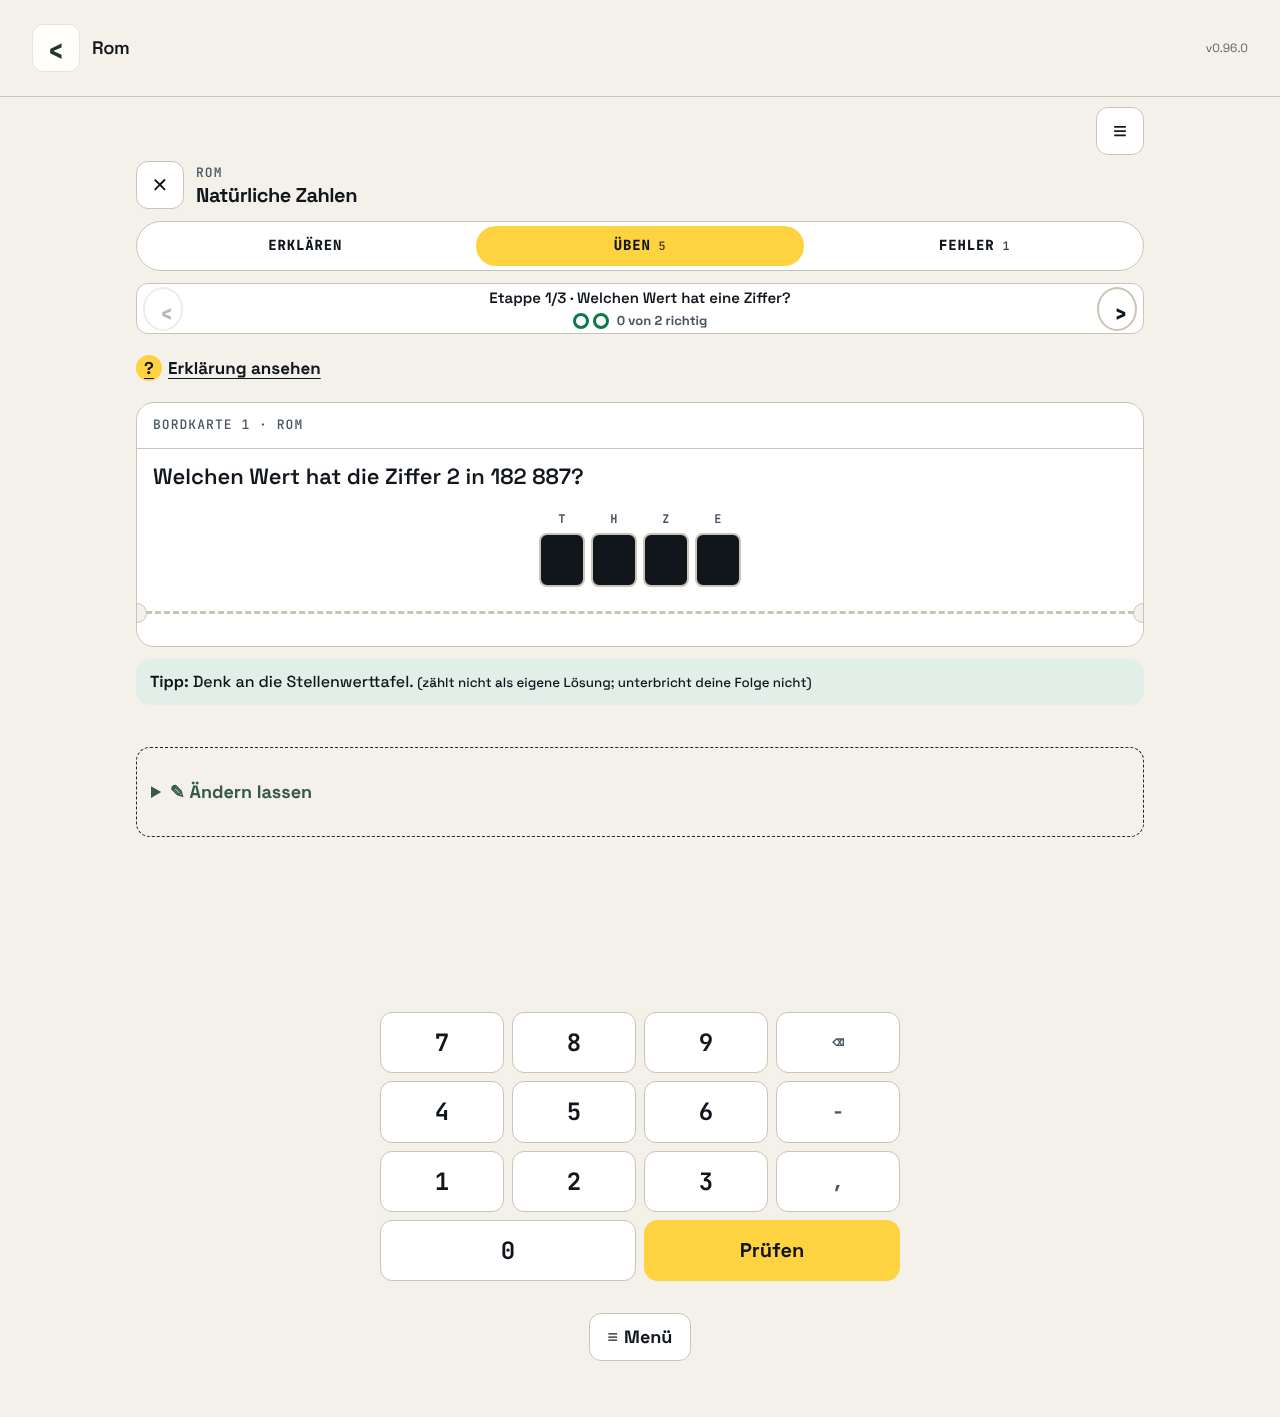 < Rom
v0.96.0
≡
✕
ROM
Natürliche Zahlen
ERKLÄREN
ÜBEN 5
FEHLER 1
<
Etappe 1/3 · Welchen Wert hat eine Ziffer?
0 von 2 richtig
>
? Erklärung ansehen
BORDKARTE 1 · ROM
Welchen Wert hat die Ziffer 2 in 182 887?
T H Z E
Tipp: Denk an die Stellenwerttafel. (zählt nicht als eigene Lösung; unterbricht deine Folge nicht)
▶ ✎ Ändern lassen
7 8 9 ⌫
4 5 6 -
1 2 3 ,
0 Prüfen
≡ Menü